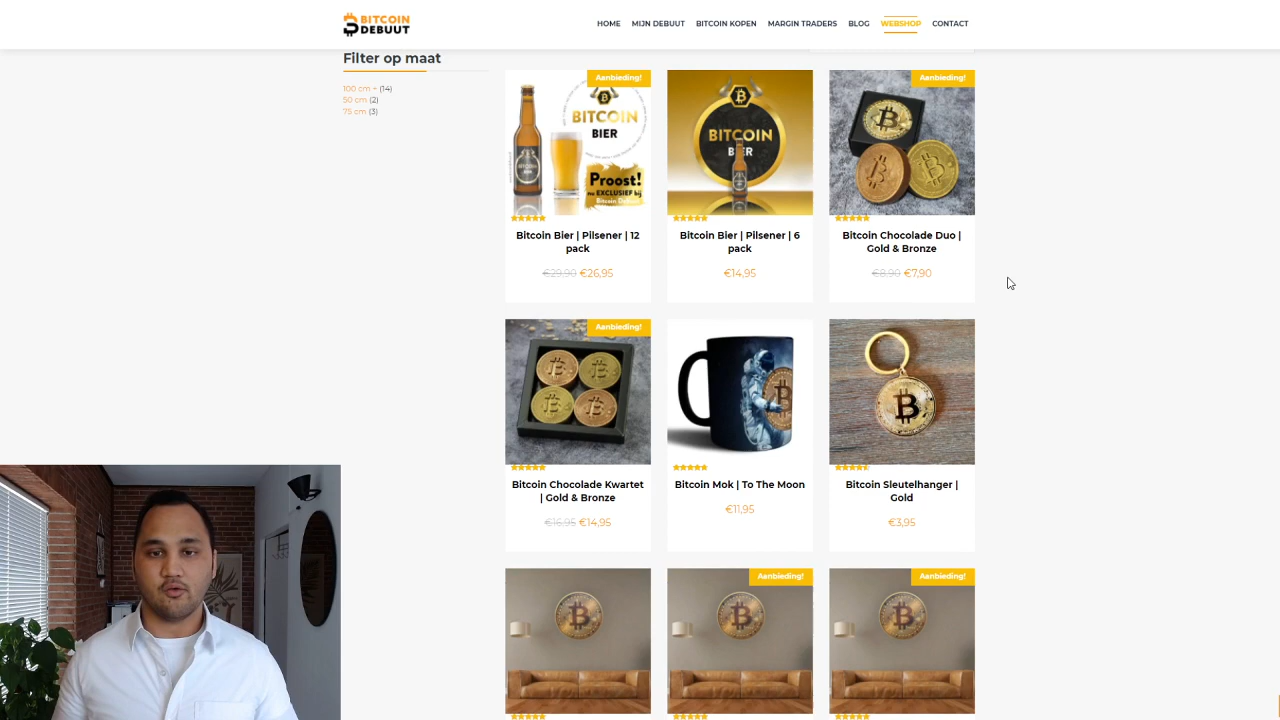 BITCOIN
DEBUUT
HOME MIJN DEBUUT BITCOIN KOPEN MARGIN TRADERS BLOG WEBSHOP CONTACT
Filter op maat
100 cm + (14)
50 cm (2)
75 cm (3)
Aanbieding!
BITCOIN
BIER
Proost!
Bitcoin Bier | Pilsener | 12
pack
€29,90 €26,95
BITCOIN
BIER
Bitcoin Bier | Pilsener | 6
pack
€14,95
Aanbieding!
Bitcoin Chocolade Duo |
Gold & Bronze
€8,90 €7,90
Aanbieding!
Bitcoin Chocolade Kwartet
| Gold & Bronze
€16,95 €14,95
Bitcoin Mok | To The Moon
€11,95
Bitcoin Sleutelhanger |
Gold
€3,95
Aanbieding!
Aanbieding!